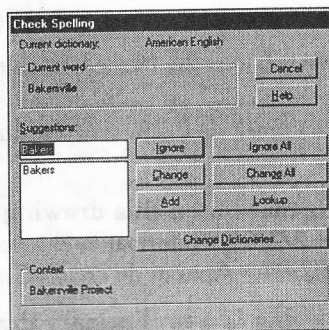 Check Spelling
Current dictionary: American English
Current word
Bakersville
Cancel
Help...
Suggestions:
Bakers
Ignore
Ignore All
Bakers
Change
Change All
Add
Lookup
Change Dictionaries...
Context
Bakersville Project